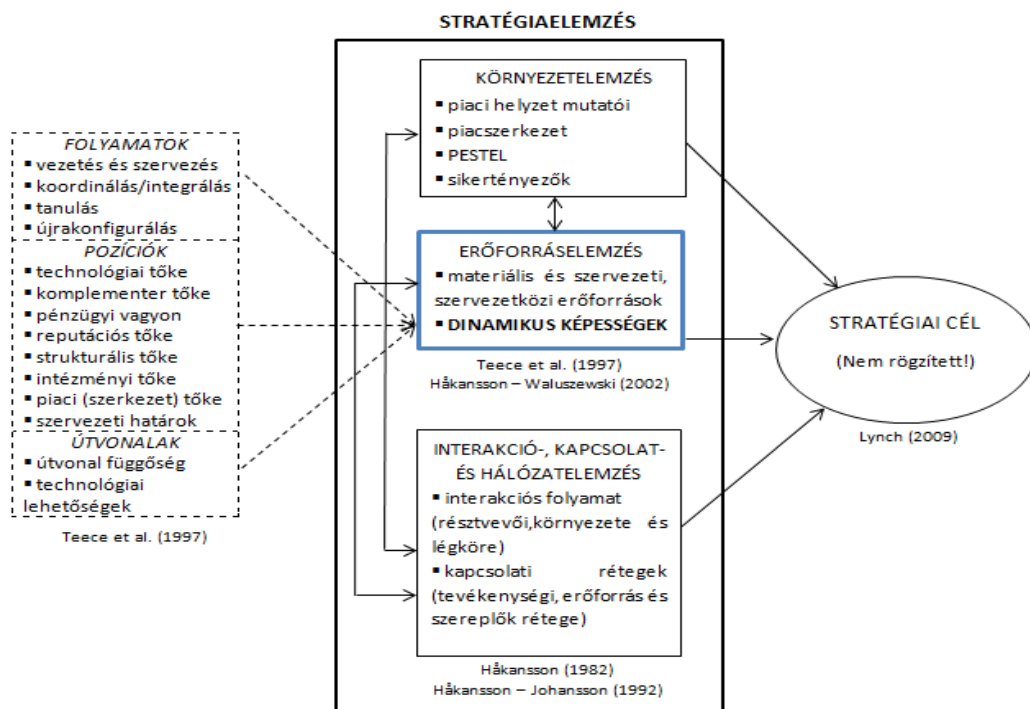 STRATÉGIAELEMZÉS
FOLYAMATOK
▪ vezetés és szervezés
▪ koordinálás/integrálás
▪ tanulás
▪ újrakonfigurálás
POZÍCIÓK
▪ technológiai tőke
▪ komplementer tőke
▪ pénzügyi vagyon
▪ reputációs tőke
▪ strukturális tőke
▪ intézményi tőke
▪ piaci (szerkezet) tőke
▪ szervezeti határok
ÚTVONALAK
▪ útvonal függőség
▪ technológiai
lehetőségek
Teece et al. (1997)
KÖRNYEZETELEMZÉS
▪ piaci helyzet mutatói
▪ piacszerkezet
▪ PESTEL
▪ sikertényezők
ERŐFORRÁSELEMZÉS
▪ materiális és szervezeti,
szervezetközi erőforrások
▪ DINAMIKUS KÉPESSÉGEK
Teece et al. (1997)
Håkansson – Waluszewski (2002)
INTERAKCIÓ-, KAPCSOLAT-
ÉS HÁLÓZATELEMZÉS
▪ interakciós folyamat
(résztvevői,környezete és
légköre)
▪ kapcsolati rétegek
(tevékenységi, erőforrás és
szereplők rétege)
Håkansson (1982)
Håkansson – Johansson (1992)
STRATÉGIAI CÉL
(Nem rögzített!)
Lynch (2009)